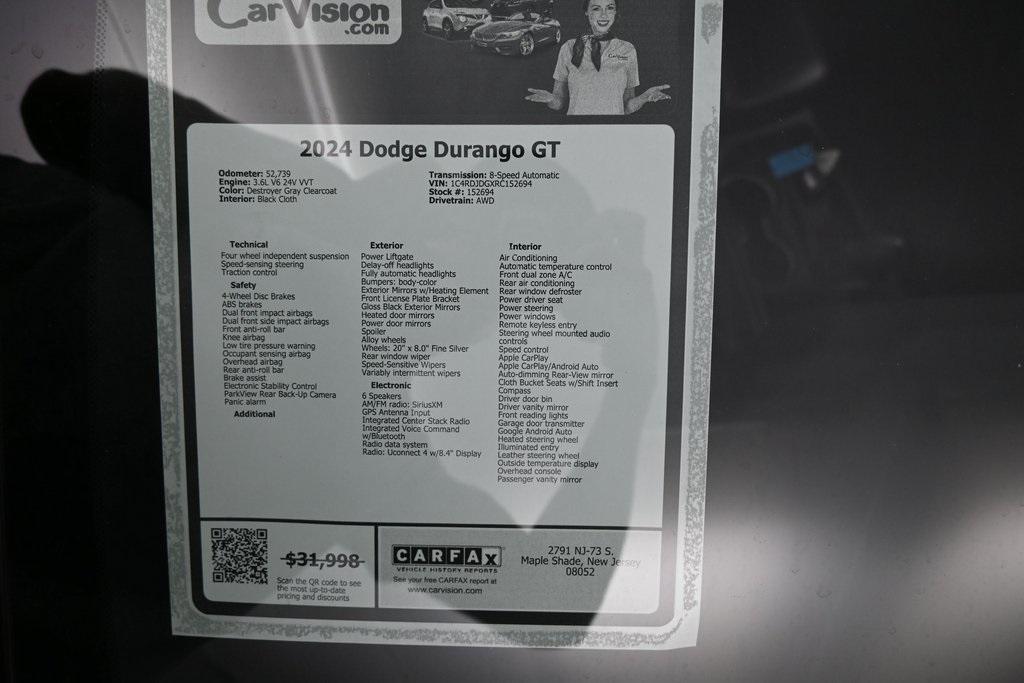 CarVision
.com
2024 Dodge Durango GT
Odometer: 52,739
Engine: 3.6L V6 24V VVT
Color: Destroyer Gray Clearcoat
Interior: Black Cloth
Transmission: 8-Speed Automatic
VIN: 1C4RDJDGXRC152694
Stock #: 152694
Drivetrain: AWD
Technical
Four wheel independent suspension
Speed-sensing steering
Traction control
Safety
4-Wheel Disc Brakes
ABS brakes
Dual front impact airbags
Dual front side impact airbags
Front anti-roll bar
Knee airbag
Low tire pressure warning
Occupant sensing airbag
Overhead airbag
Rear anti-roll bar
Brake assist
Electronic Stability Control
ParkView Rear Back-Up Camera
Panic alarm
Additional
Exterior
Power Liftgate
Delay-off headlights
Fully automatic headlights
Bumpers: body-color
Exterior Mirrors w/Heating Element
Front License Plate Bracket
Gloss Black Exterior Mirrors
Heated door mirrors
Power door mirrors
Spoiler
Alloy wheels
Wheels: 20" x 8.0" Fine Silver
Rear window wiper
Speed-Sensitive Wipers
Variably intermittent wipers
Electronic
6 Speakers
AM/FM radio: SiriusXM
GPS Antenna Input
Integrated Center Stack Radio
Integrated Voice Command
w/Bluetooth
Radio data system
Radio: Uconnect 4 w/8.4" Display
Interior
Air Conditioning
Automatic temperature control
Front dual zone A/C
Rear air conditioning
Rear window defroster
Power driver seat
Power steering
Power windows
Remote keyless entry
Steering wheel mounted audio
controls
Speed control
Apple CarPlay
Apple CarPlay/Android Auto
Auto-dimming Rear-View mirror
Cloth Bucket Seats w/Shift Insert
Compass
Driver door bin
Driver vanity mirror
Front reading lights
Garage door transmitter
Google Android Auto
Heated steering wheel
Illuminated entry
Leather steering wheel
Outside temperature display
Overhead console
Passenger vanity mirror
$31,998
Scan the QR code to see
the most up-to-date
pricing and discounts
CARFAX
VEHICLE HISTORY REPORTS
See your free CARFAX report at
www.carvision.com
2791 NJ-73 S.
Maple Shade, New Jersey
08052